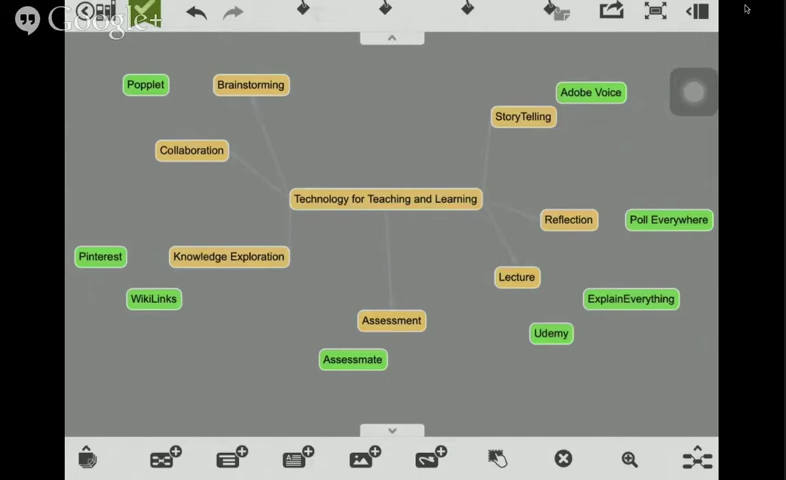 Google+
Popplet
Brainstorming
Adobe Voice
StoryTelling
Collaboration
Technology for Teaching and Learning
Reflection
Poll Everywhere
Pinterest
Knowledge Exploration
Lecture
WikiLinks
ExplainEverything
Assessment
Udemy
Assessmate